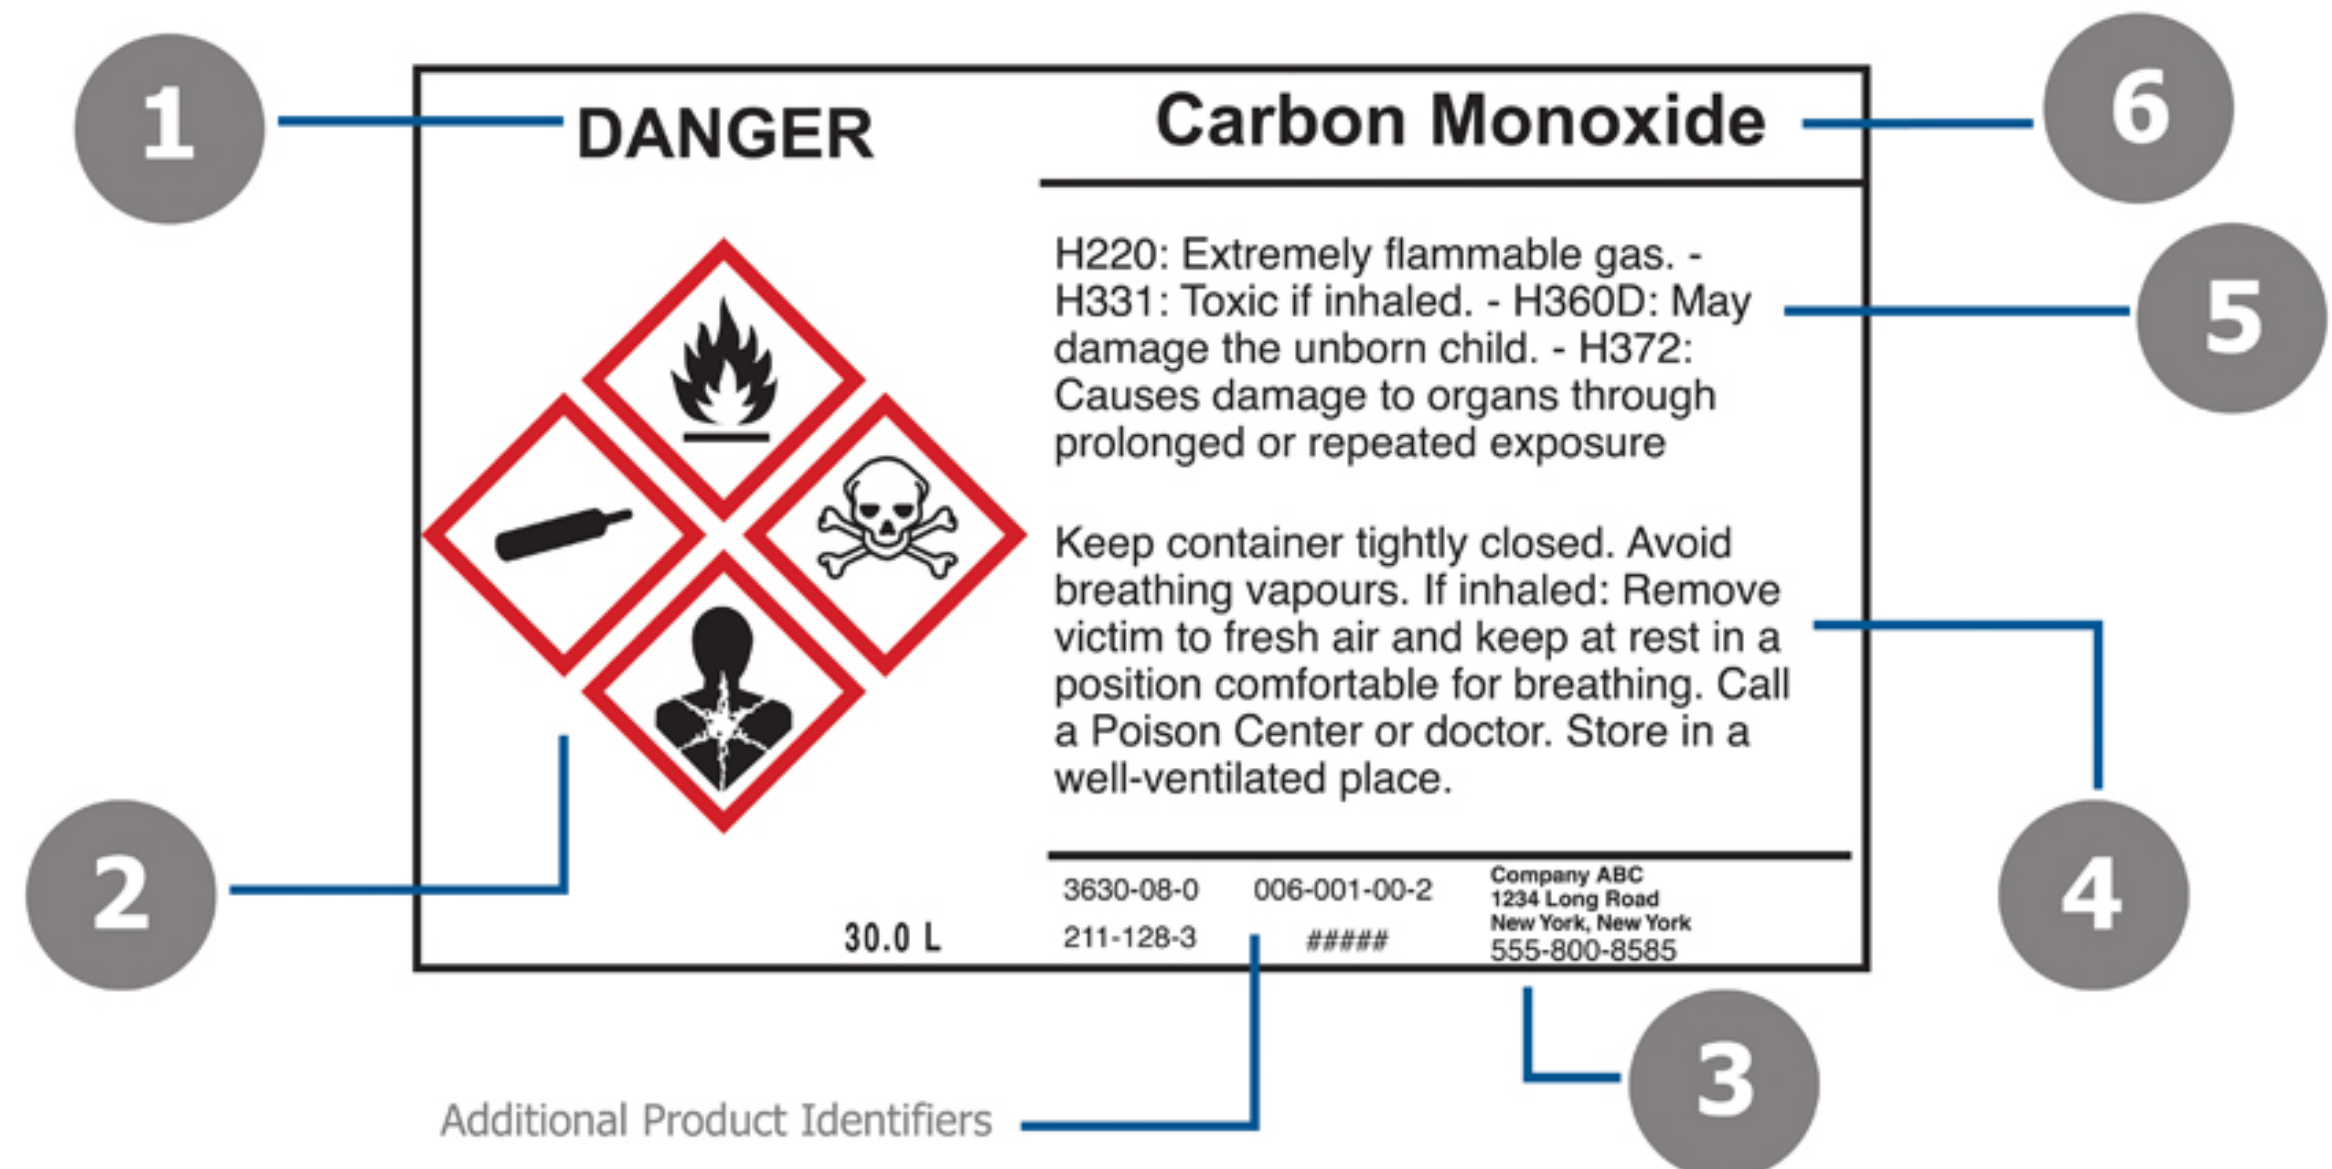 1
DANGER
Carbon Monoxide
6
H220: Extremely flammable gas. -
H331: Toxic if inhaled. - H360D: May
damage the unborn child. - H372:
Causes damage to organs through
prolonged or repeated exposure
5
Keep container tightly closed. Avoid
breathing vapours. If inhaled: Remove
victim to fresh air and keep at rest in a
position comfortable for breathing. Call
a Poison Center or doctor. Store in a
well-ventilated place.
4
2
30.0 L
3630-08-0 006-001-00-2
211-128-3 #####
Company ABC
1234 Long Road
New York, New York
555-800-8585
3
Additional Product Identifiers